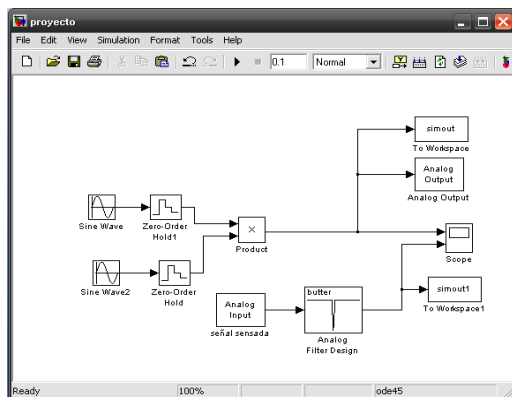 proyecto
File Edit View Simulation Format Tools Help
0.1 Normal
simout
To Workspace
Analog
Output
Analog Output
Sine Wave
Zero-Order
Hold1
×
Product
Scope
Sine Wave2
Zero-Order
Hold
Analog
Input
señal sensada
butter
Analog
Filter Design
simout1
To Workspace1
Ready 100% ode45